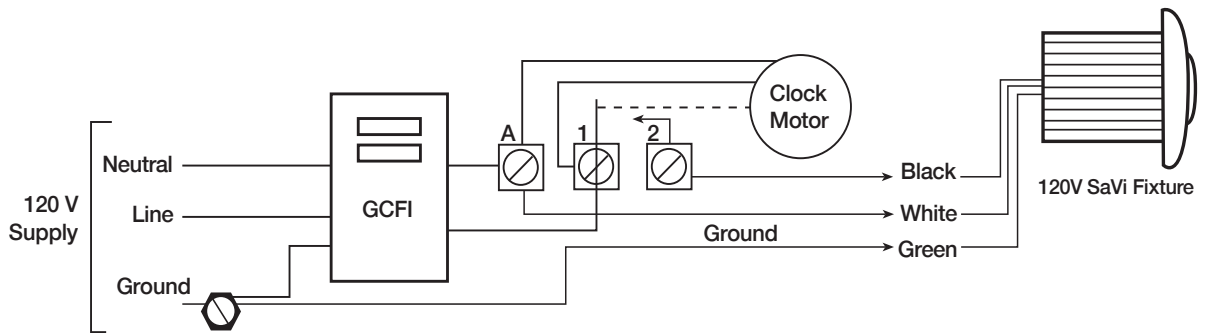 120 V
Supply
Neutral
Line
Ground
GCFI
A
1
2
Clock
Motor
Ground
Black
White
Green
120V SaVi Fixture